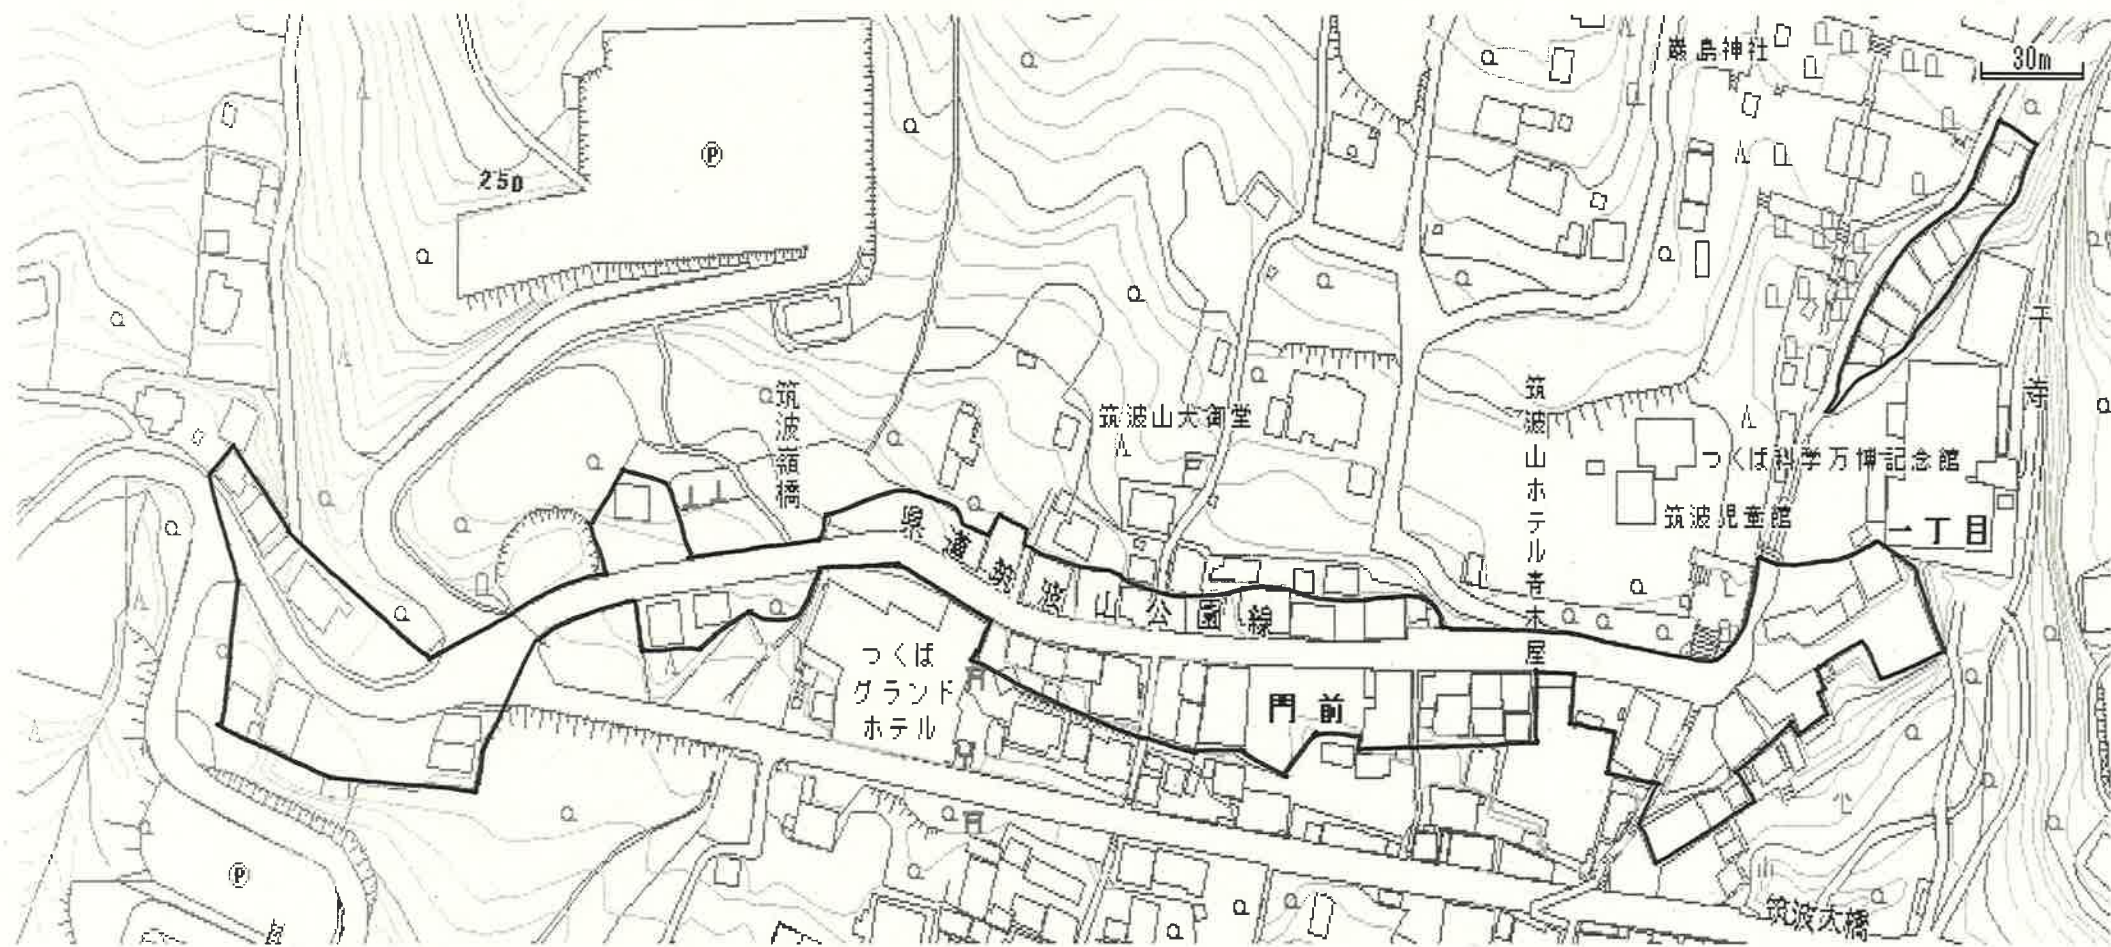 厳島神社
30m
Ⓟ
250
千寺
筑波嶺橋
筑波山大御堂
筑波山ホテル青木屋
つくば科学万博記念館
筑波児童館
一丁目
県道筑波山公園線
つくば
グランド
ホテル
門前
Ⓟ
筑波大橋